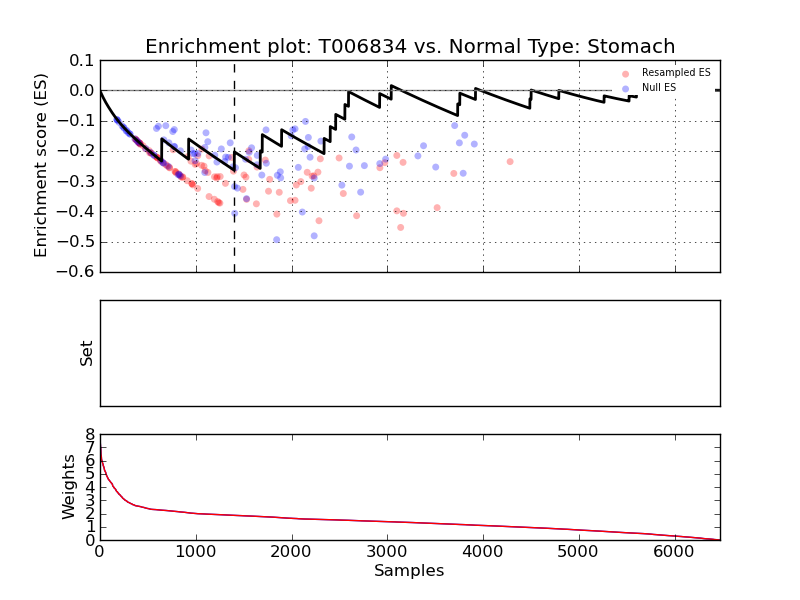 Enrichment plot: T006834 vs. Normal Type: Stomach
Enrichment score (ES)
0.1
0.0
−0.1
−0.2
−0.3
−0.4
−0.5
−0.6
Resampled ES
Null ES
Set
Weights
8
7
6
5
4
3
2
1
0
0 1000 2000 3000 4000 5000 6000
Samples